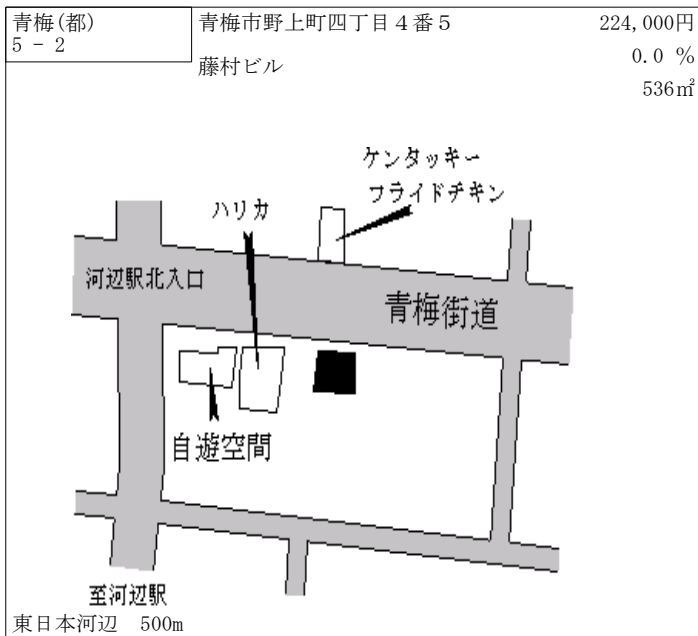 青梅(都)
5 - 2
青梅市野上町四丁目4番5
藤村ビル
224,000円
0.0 %
536㎡
ケンタッキー
フライドチキン
ハリカ
河辺駅北入口
青梅街道
自遊空間
至河辺駅
東日本河辺 500m